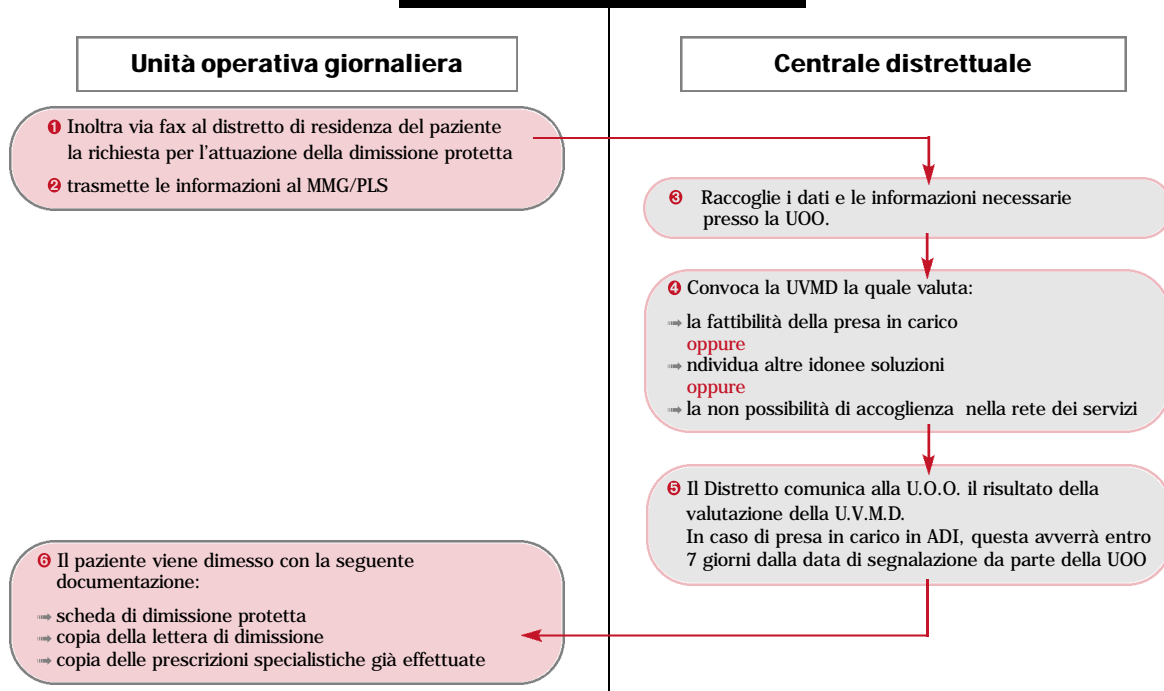 Unità operativa giornaliera
❶ Inoltra via fax al distretto di residenza del paziente
la richiesta per l'attuazione della dimissione protetta
❷ trasmette le informazioni al MMG/PLS
Centrale distrettuale
❸ Raccoglie i dati e le informazioni necessarie
presso la UOO.
❹ Convoca la UVMD la quale valuta:
➟ la fattibilità della presa in carico
oppure
➟ ndividua altre idonee soluzioni
oppure
➟ la non possibilità di accoglienza nella rete dei servizi
❺ Il Distretto comunica alla U.O.O. il risultato della
valutazione della U.V.M.D.
In caso di presa in carico in ADI, questa avverrà entro
7 giorni dalla data di segnalazione da parte della UOO
❻ Il paziente viene dimesso con la seguente
documentazione:
➟ scheda di dimissione protetta
➟ copia della lettera di dimissione
➟ copia delle prescrizioni specialistiche già effettuate